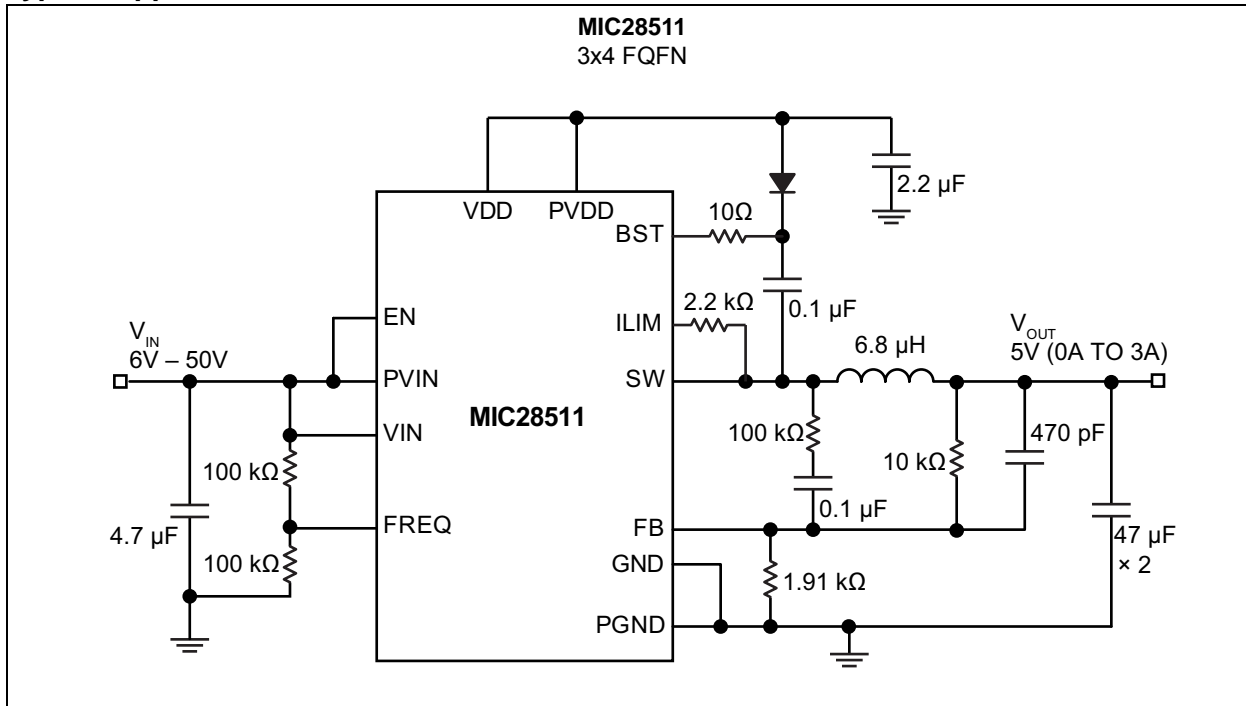 MIC28511
3x4 FQFN
VDD
PVDD
2.2 µF
BST
10Ω
0.1 µF
EN
ILIM
2.2 kΩ
V_IN
6V – 50V
V_OUT
5V (0A TO 3A)
6.8 µH
PVIN
SW
MIC28511
VIN
100 kΩ
100 kΩ
10 kΩ
470 pF
0.1 µF
4.7 µF
FREQ
FB
47 µF
× 2
100 kΩ
GND
1.91 kΩ
PGND